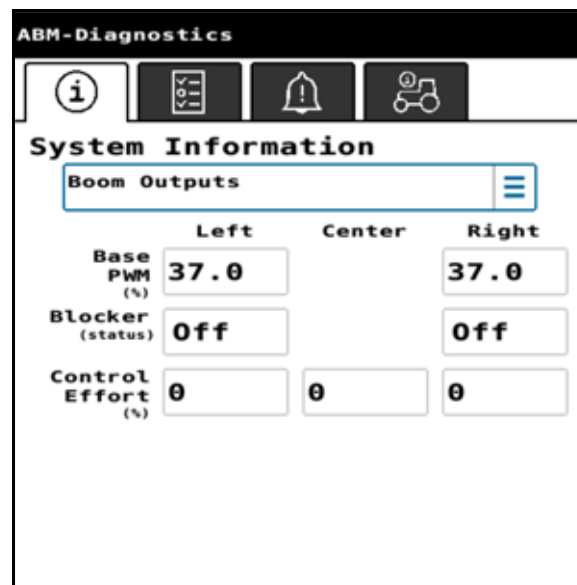 ABM-Diagnostics
System Information
Boom Outputs
Left Center Right
Base
PWM 37.0 37.0
(%)
Blocker
(status) Off Off
Control
Effort 0 0 0
(%)